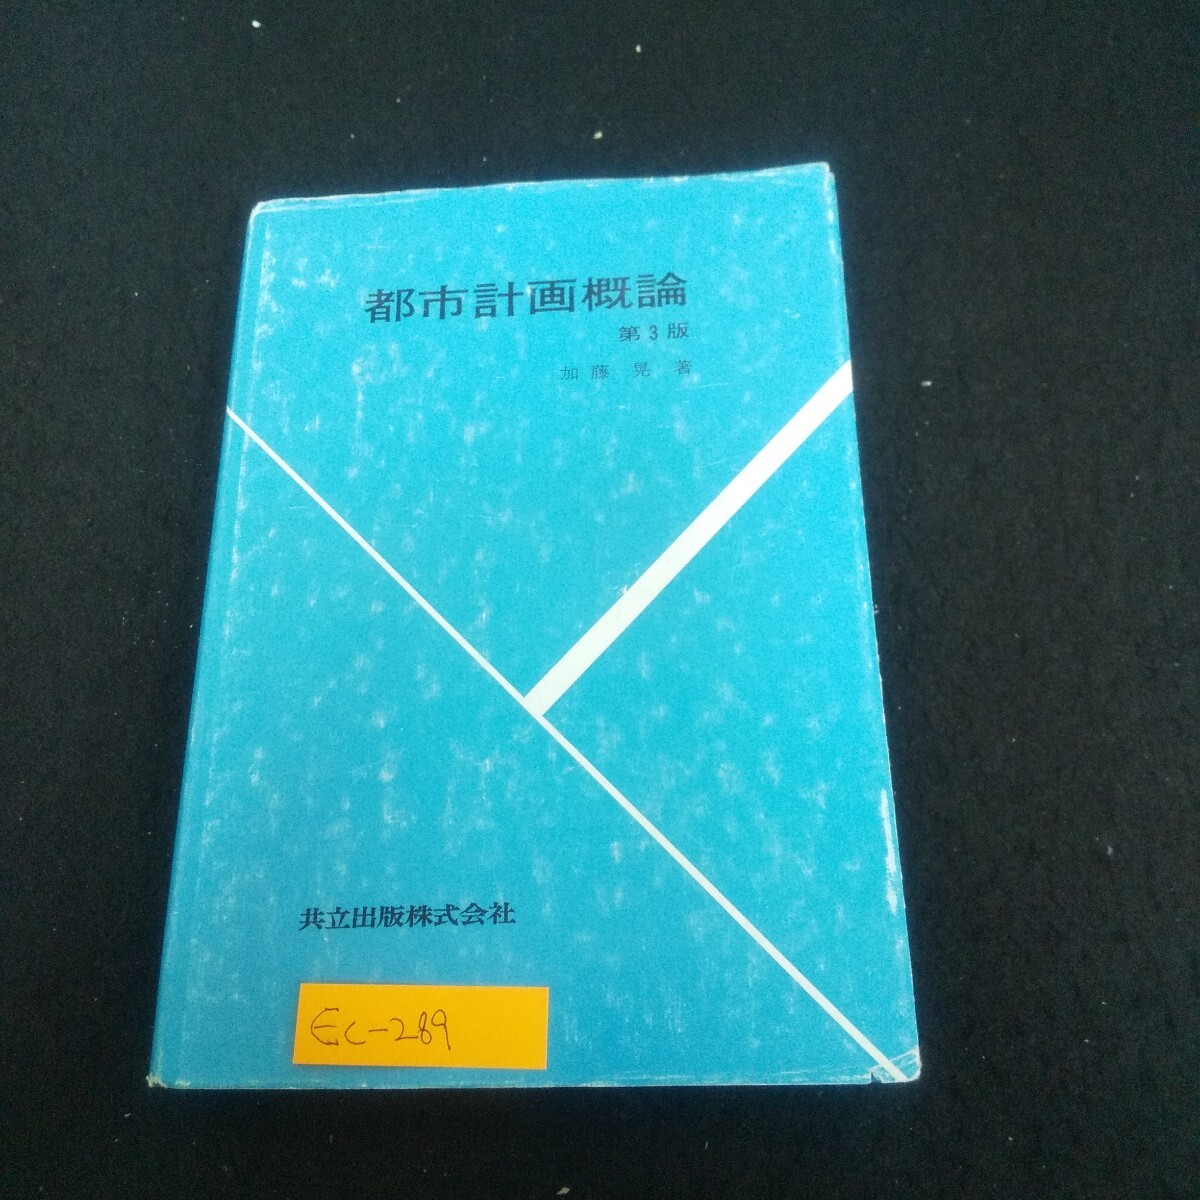 都市計画概論
第3版
加藤 晃 著
共立出版株式会社
EC-289